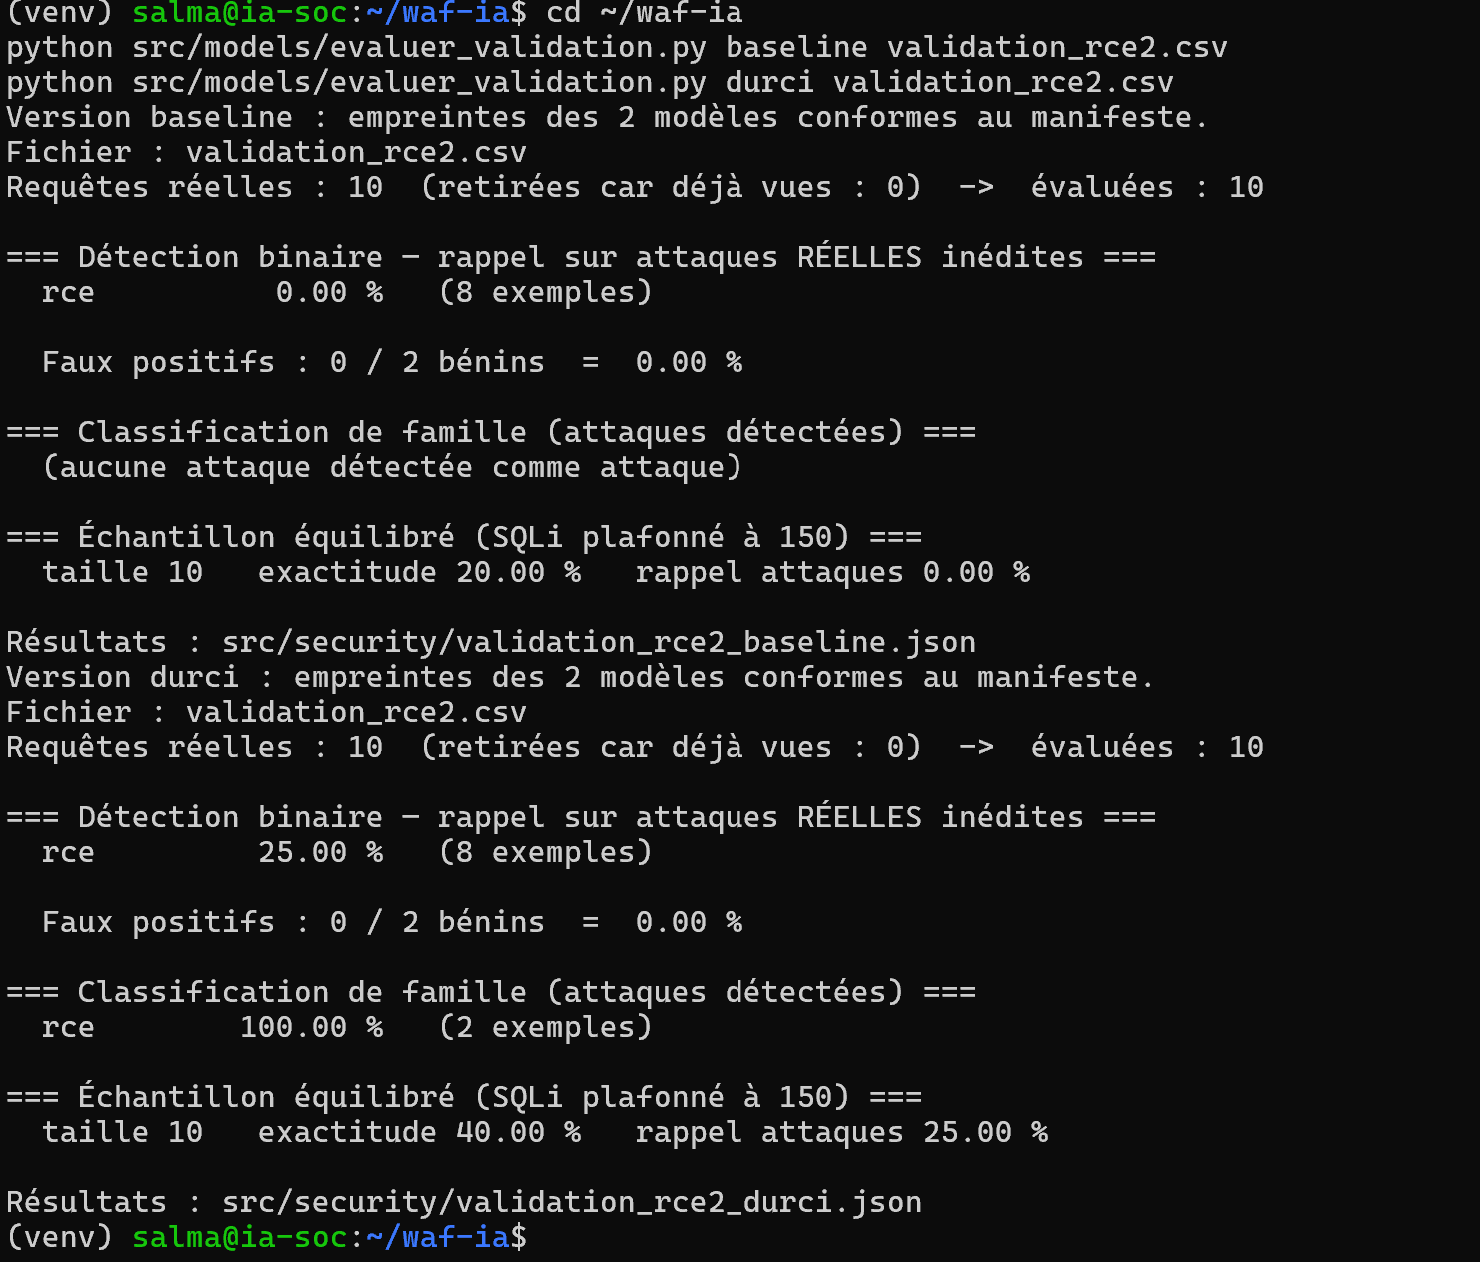 (venv) salma@ia-soc:~/waf-ia$ cd ~/waf-ia
python src/models/evaluer_validation.py baseline validation_rce2.csv
python src/models/evaluer_validation.py durci validation_rce2.csv
Version baseline : empreintes des 2 modèles conformes au manifeste.
Fichier : validation_rce2.csv
Requêtes réelles : 10  (retirées car déjà vues : 0)  ->  évaluées : 10
=== Détection binaire — rappel sur attaques RÉELLES inédites ===
rce          0.00 %   (8 exemples)
Faux positifs : 0 / 2 bénins  =  0.00 %
=== Classification de famille (attaques détectées) ===
(aucune attaque détectée comme attaque)
=== Échantillon équilibré (SQLi plafonné à 150) ===
taille 10   exactitude 20.00 %   rappel attaques 0.00 %
Résultats : src/security/validation_rce2_baseline.json
Version durci : empreintes des 2 modèles conformes au manifeste.
Fichier : validation_rce2.csv
Requêtes réelles : 10  (retirées car déjà vues : 0)  ->  évaluées : 10
=== Détection binaire — rappel sur attaques RÉELLES inédites ===
rce         25.00 %   (8 exemples)
Faux positifs : 0 / 2 bénins  =  0.00 %
=== Classification de famille (attaques détectées) ===
rce        100.00 %   (2 exemples)
=== Échantillon équilibré (SQLi plafonné à 150) ===
taille 10   exactitude 40.00 %   rappel attaques 25.00 %
Résultats : src/security/validation_rce2_durci.json
(venv) salma@ia-soc:~/waf-ia$